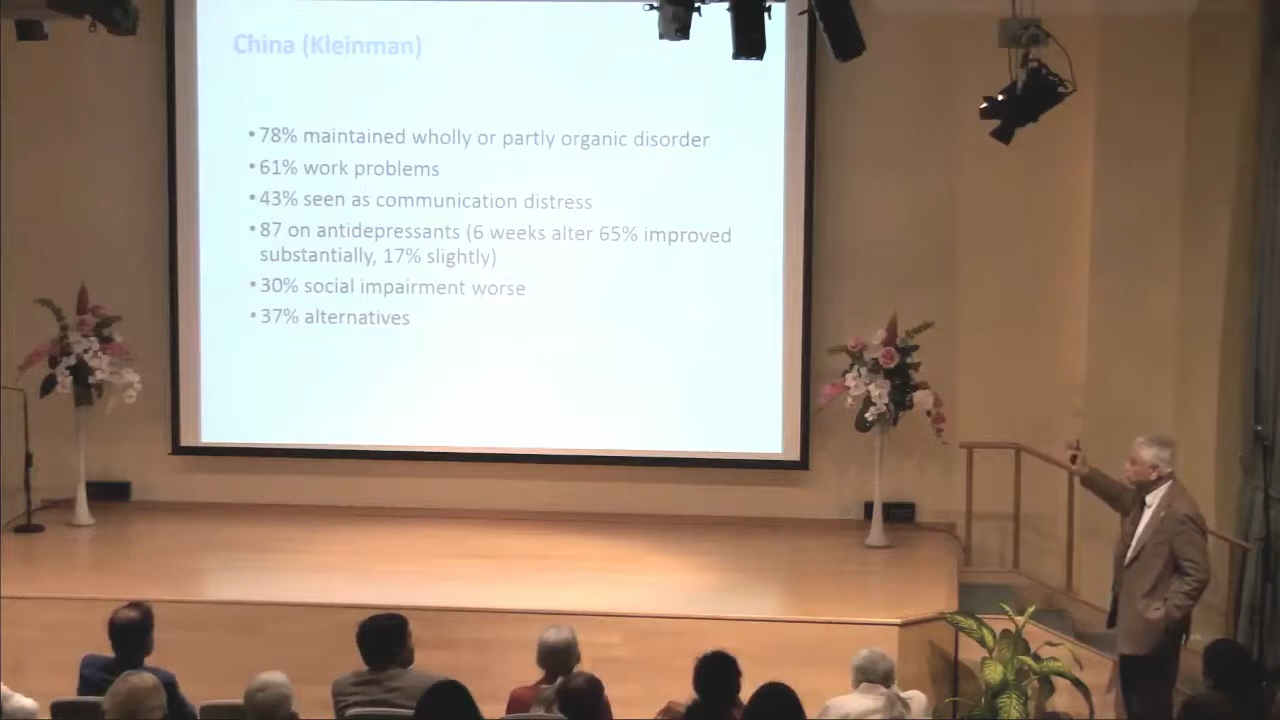 China (Kleinman)
•78% maintained wholly or partly organic disorder
•61% work problems
•43% seen as communication distress
•87 on antidepressants (6 weeks alter 65% improved
substantially, 17% slightly)
•30% social impairment worse
•37% alternatives